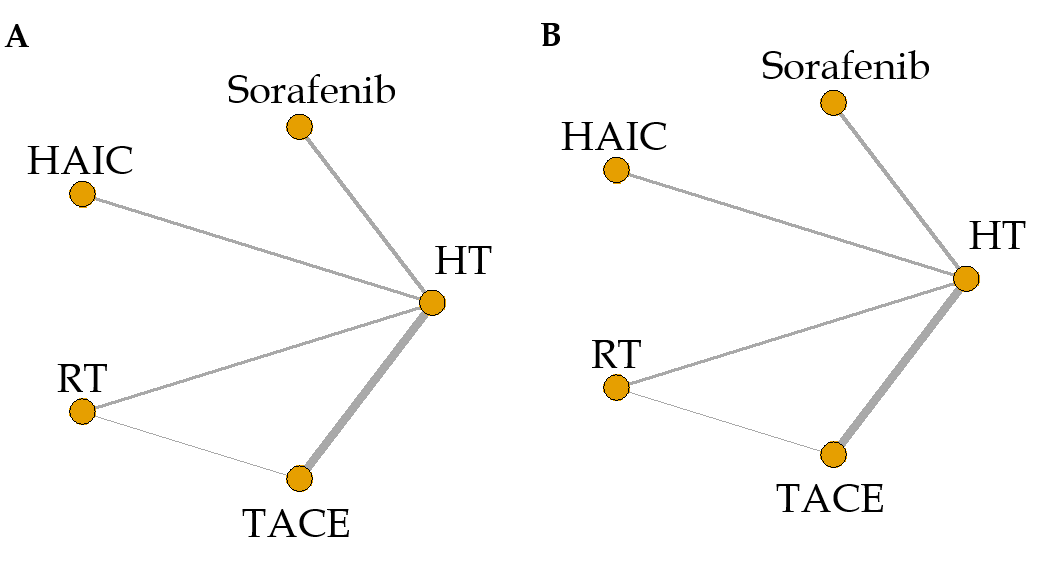 A
Sorafenib
HAIC
HT
RT
TACE
B
Sorafenib
HAIC
HT
RT
TACE